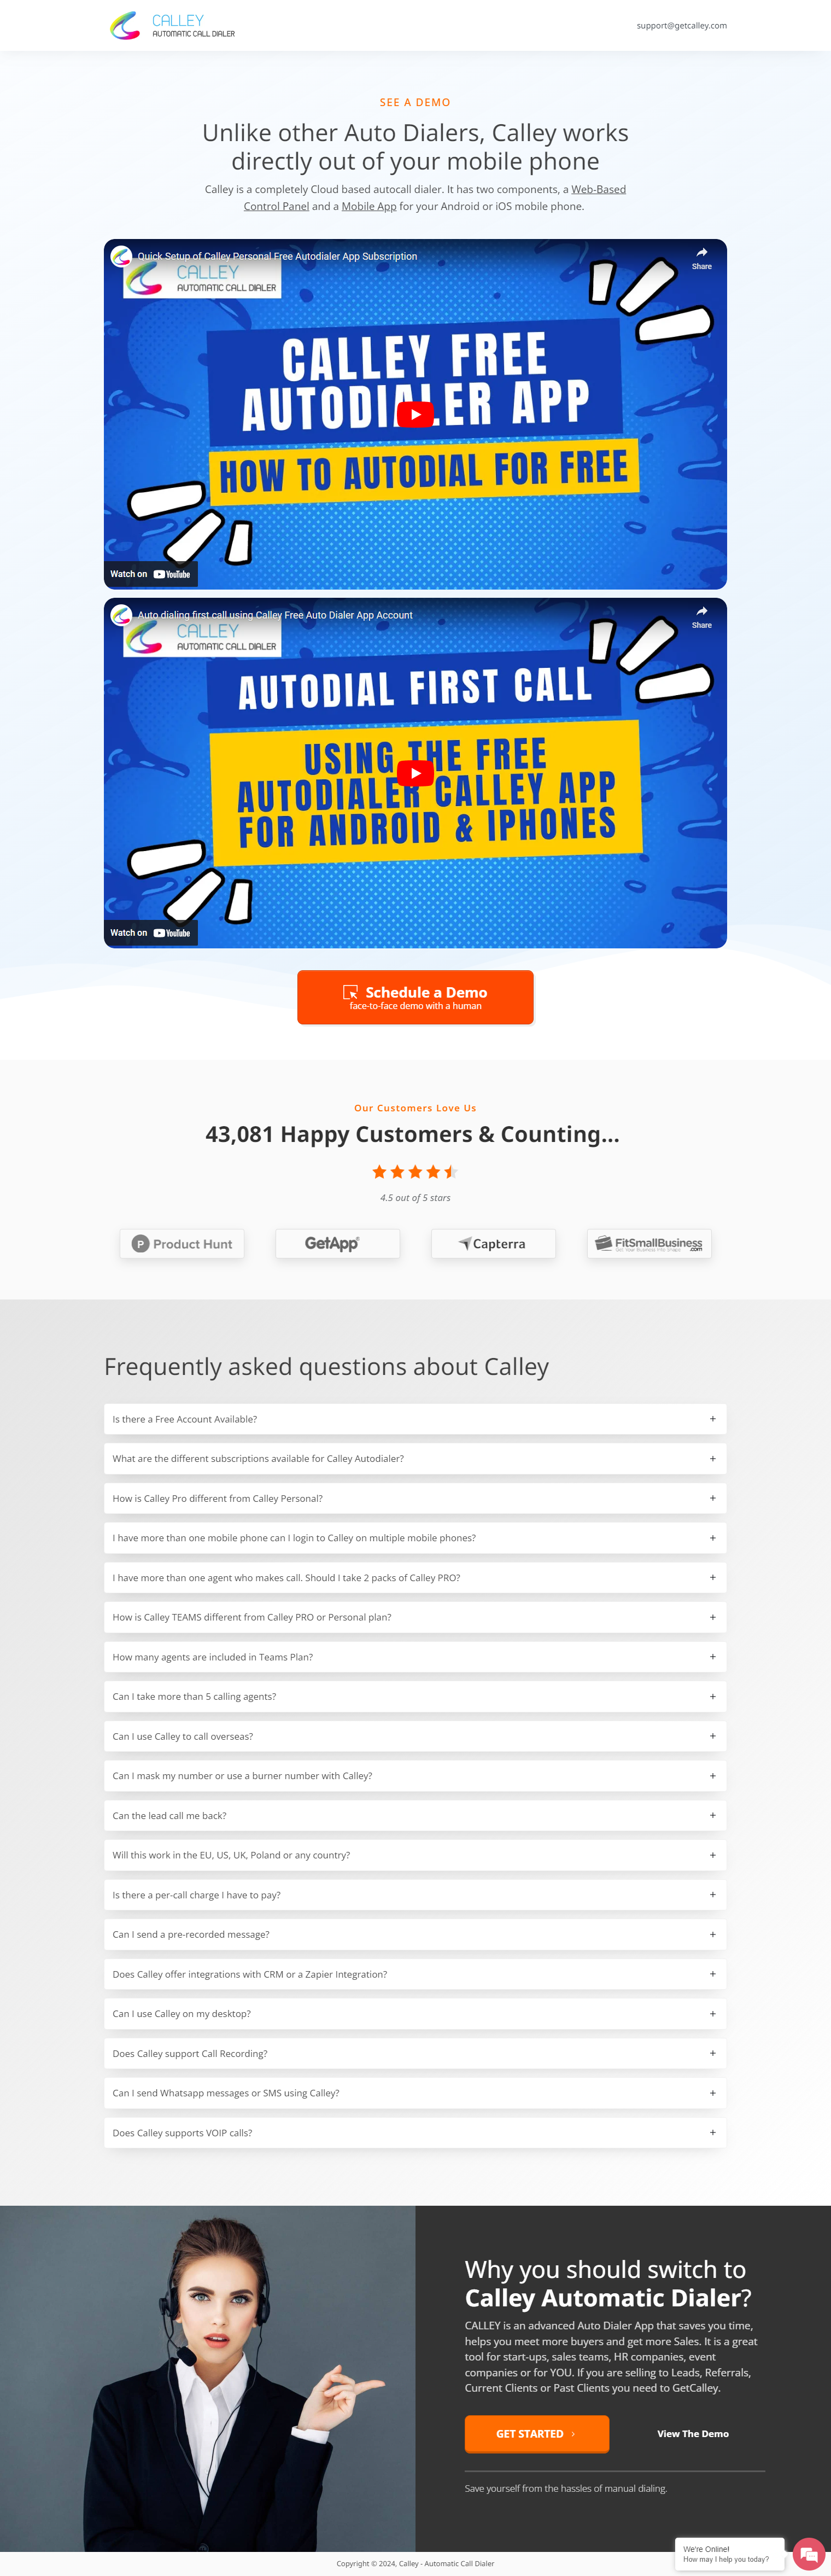 CALLEY
AUTOMATIC CALL DIALER
support@getcalley.com
SEE A DEMO
Unlike other Auto Dialers, Calley works
directly out of your mobile phone
Calley is a completely Cloud based autocall dialer. It has two components, a Web-Based
Control Panel and a Mobile App for your Android or iOS mobile phone.
Quick Setup of Calley Personal Free Autodialer App Subscription
Share
CALLEY
AUTOMATIC CALL DIALER
CALLEY FREE
AUTODIALER APP
HOW TO AUTODIAL FOR FREE
Watch on YouTube
Auto dialing first call using Calley Free Auto Dialer App Account
Share
CALLEY
AUTOMATIC CALL DIALER
AUTODIAL FIRST CALL
USING THE FREE
AUTODIALER CALLEY APP
FOR ANDROID & IPHONES
Watch on YouTube
Schedule a Demo
face-to-face demo with a human
Our Customers Love Us
43,081 Happy Customers & Counting...
4.5 out of 5 stars
P Product Hunt
GetApp
Capterra
FitSmallBusiness
Get Your Business Fits Shape
.com
Frequently asked questions about Calley
Is there a Free Account Available? +
What are the different subscriptions available for Calley Autodialer? +
How is Calley Pro different from Calley Personal? +
I have more than one mobile phone can I login to Calley on multiple mobile phones? +
I have more than one agent who makes call. Should I take 2 packs of Calley PRO? +
How is Calley TEAMS different from Calley PRO or Personal plan? +
How many agents are included in Teams Plan? +
Can I take more than 5 calling agents? +
Can I use Calley to call overseas? +
Can I mask my number or use a burner number with Calley? +
Can the lead call me back? +
Will this work in the EU, US, UK, Poland or any country? +
Is there a per-call charge I have to pay? +
Can I send a pre-recorded message? +
Does Calley offer integrations with CRM or a Zapier Integration? +
Can I use Calley on my desktop? +
Does Calley support Call Recording? +
Can I send Whatsapp messages or SMS using Calley? +
Does Calley supports VOIP calls? +
Why you should switch to
Calley Automatic Dialer?
CALLEY is an advanced Auto Dialer App that saves you time,
helps you meet more buyers and get more Sales. It is a great
tool for start-ups, sales teams, HR companies, event
companies or for YOU. If you are selling to Leads, Referrals,
Current Clients or Past Clients you need to GetCalley.
GET STARTED ›
View The Demo
Save yourself from the hassles of manual dialing.
We're Online!
How may I help you today?
Copyright © 2024, Calley - Automatic Call Dialer